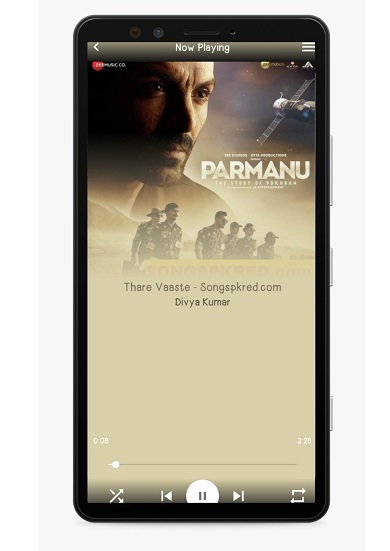 Now Playing
ZEEMUSIC CO.
PARMANU
THE STORY OF POKHRAN
SONGSPKRED.com
Thare Vaaste - Songspkred.com
Divya Kumar
0:08
3:28